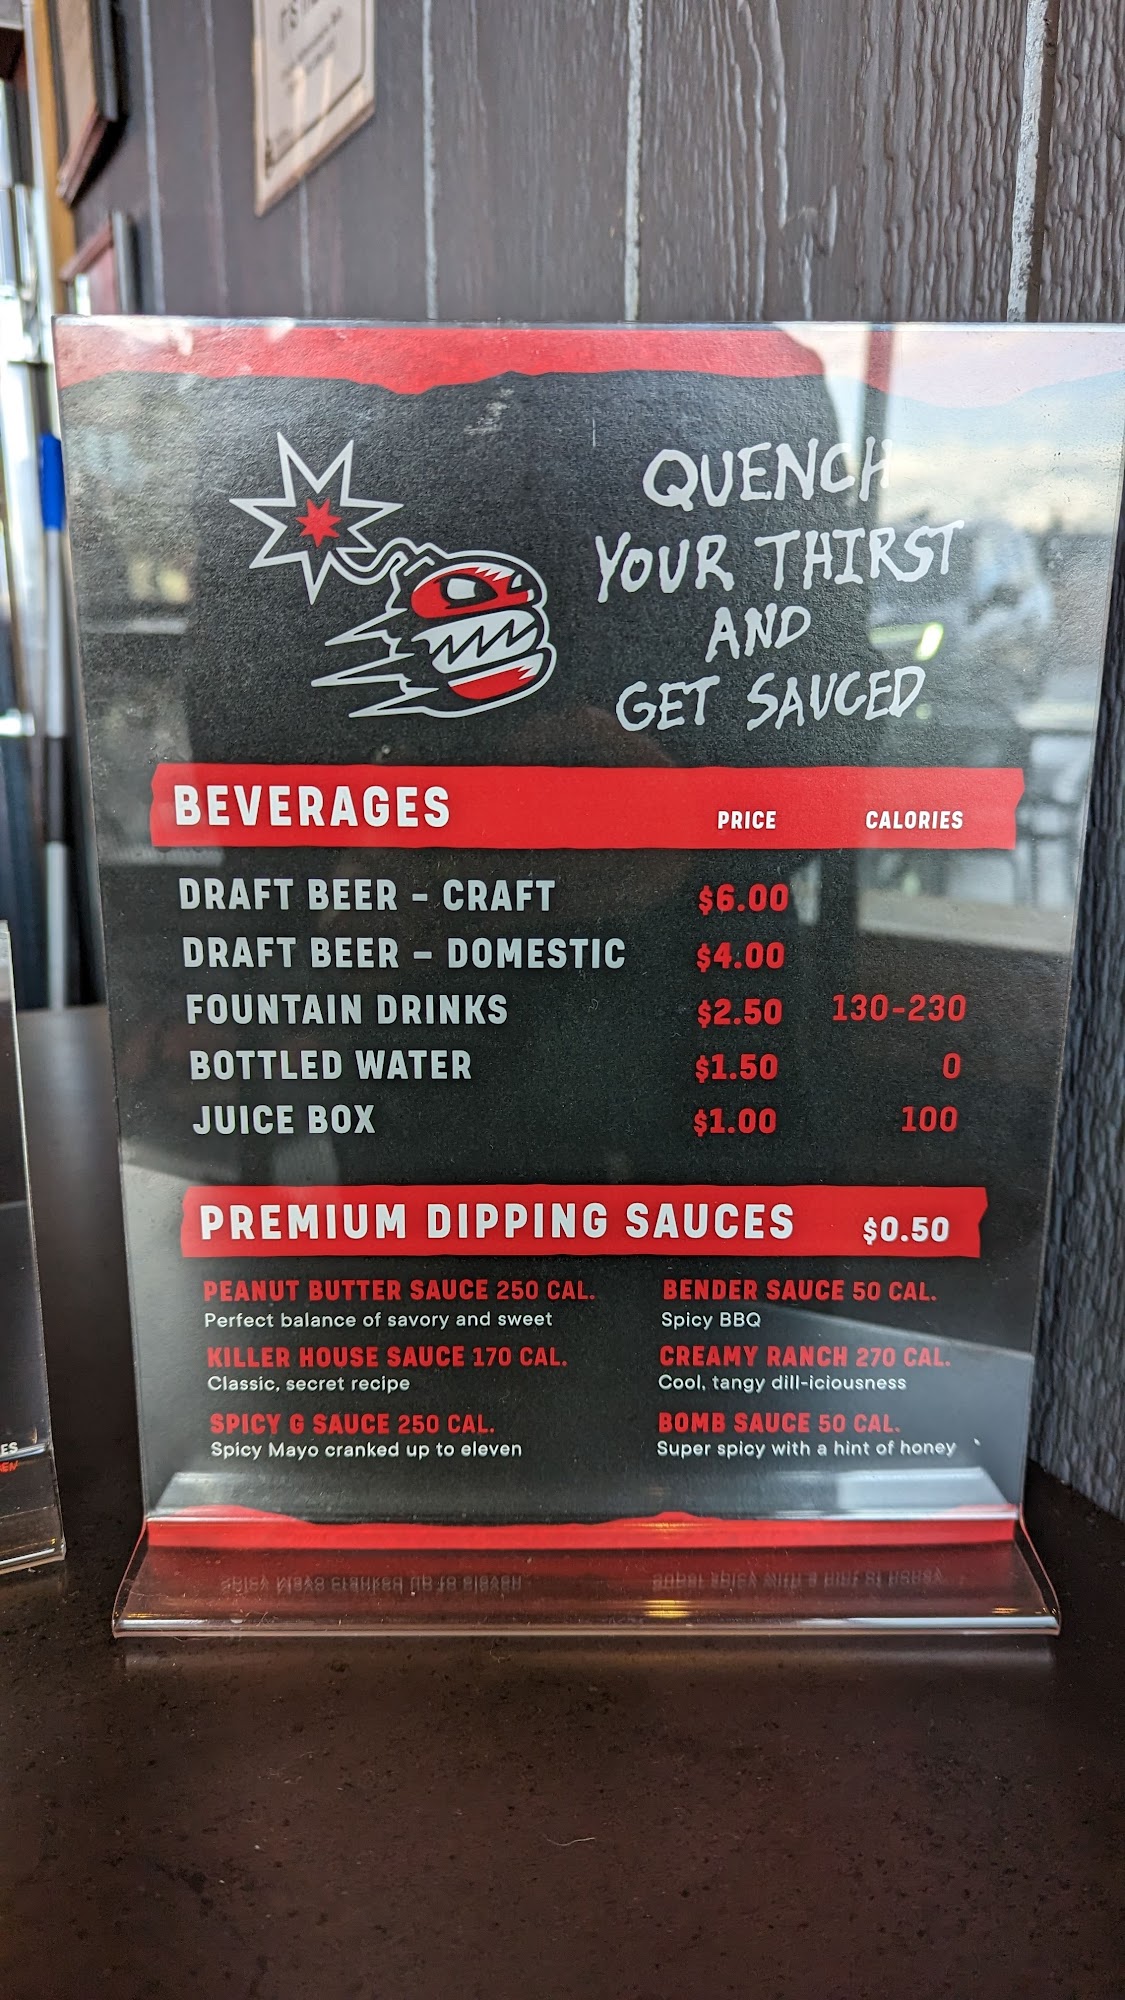 QUENCH
YOUR THIRST
AND
GET SAUCED
BEVERAGES PRICE CALORIES
DRAFT BEER - CRAFT $6.00
DRAFT BEER - DOMESTIC $4.00
FOUNTAIN DRINKS $2.50 130-230
BOTTLED WATER $1.50 0
JUICE BOX $1.00 100
PREMIUM DIPPING SAUCES $0.50
PEANUT BUTTER SAUCE 250 CAL.
Perfect balance of savory and sweet
KILLER HOUSE SAUCE 170 CAL.
Classic, secret recipe
SPICY G SAUCE 250 CAL.
Spicy Mayo cranked up to eleven
BENDER SAUCE 50 CAL.
Spicy BBQ
CREAMY RANCH 270 CAL.
Cool, tangy dill-iciousness
BOMB SAUCE 50 CAL.
Super spicy with a hint of honey